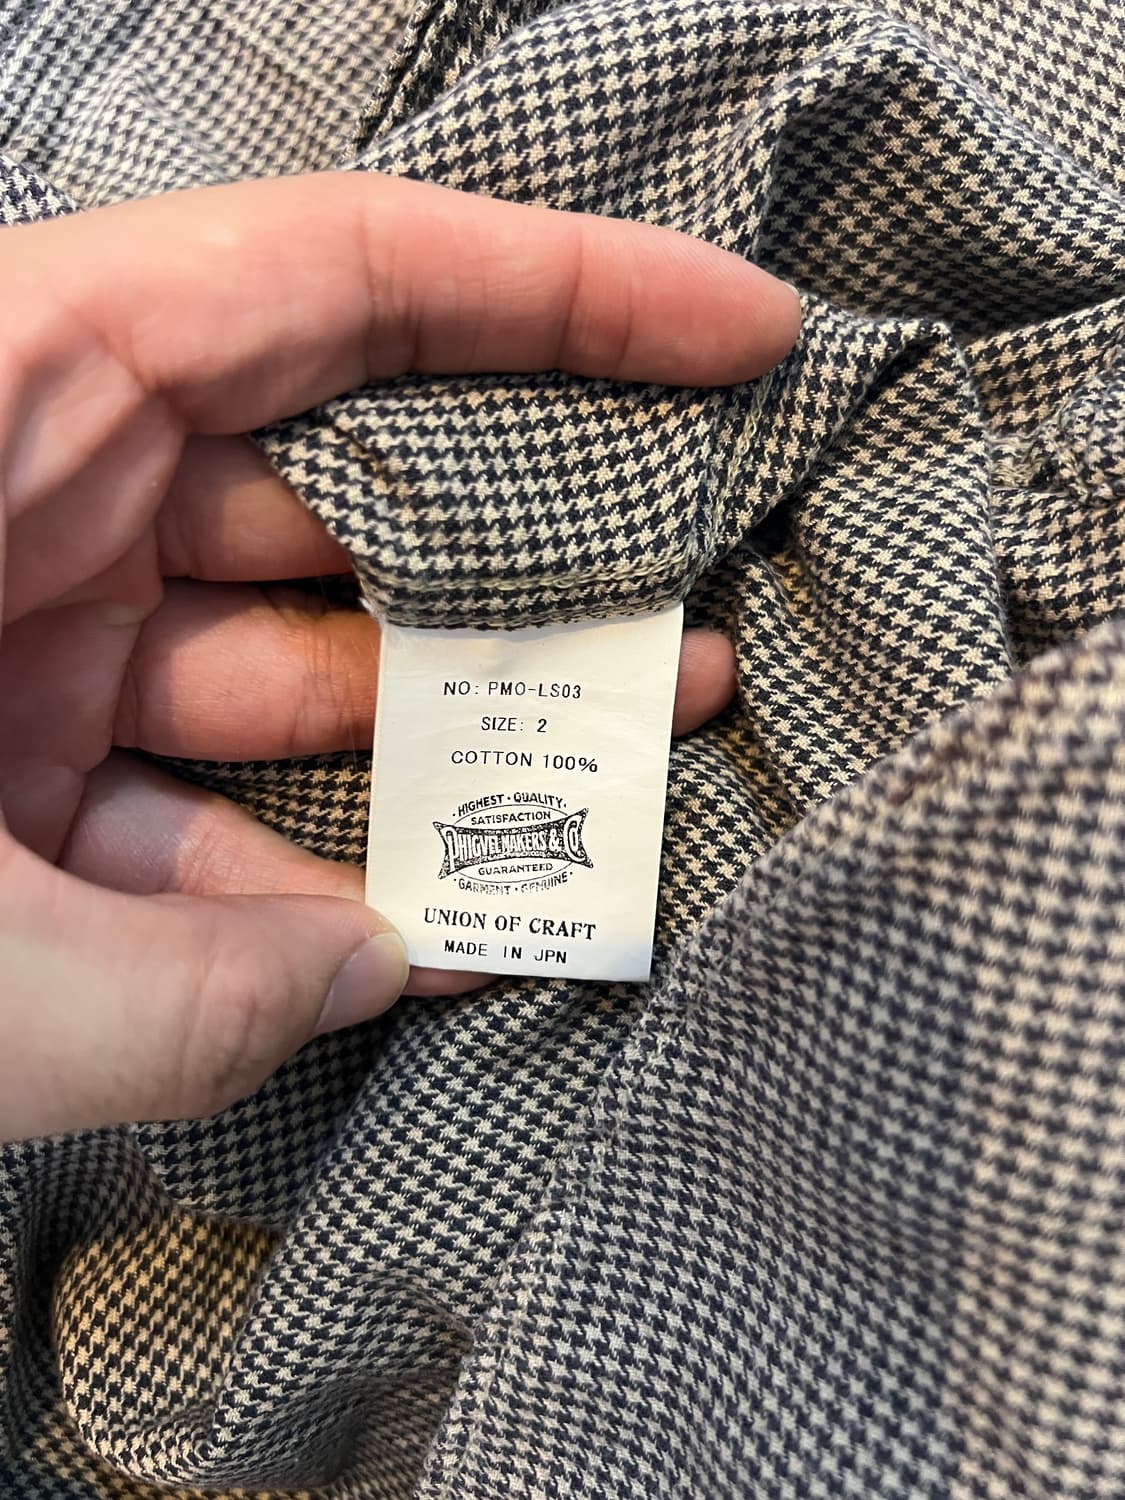 NO: PMO-LS03
SIZE: 2
COTTON 100%
·HIGHEST·QUALITY·
SATISFACTION
PHIGVEL MAKERS & Co
GUARANTEED
·GARMENT·GENUINE·
UNION OF CRAFT
MADE IN JPN